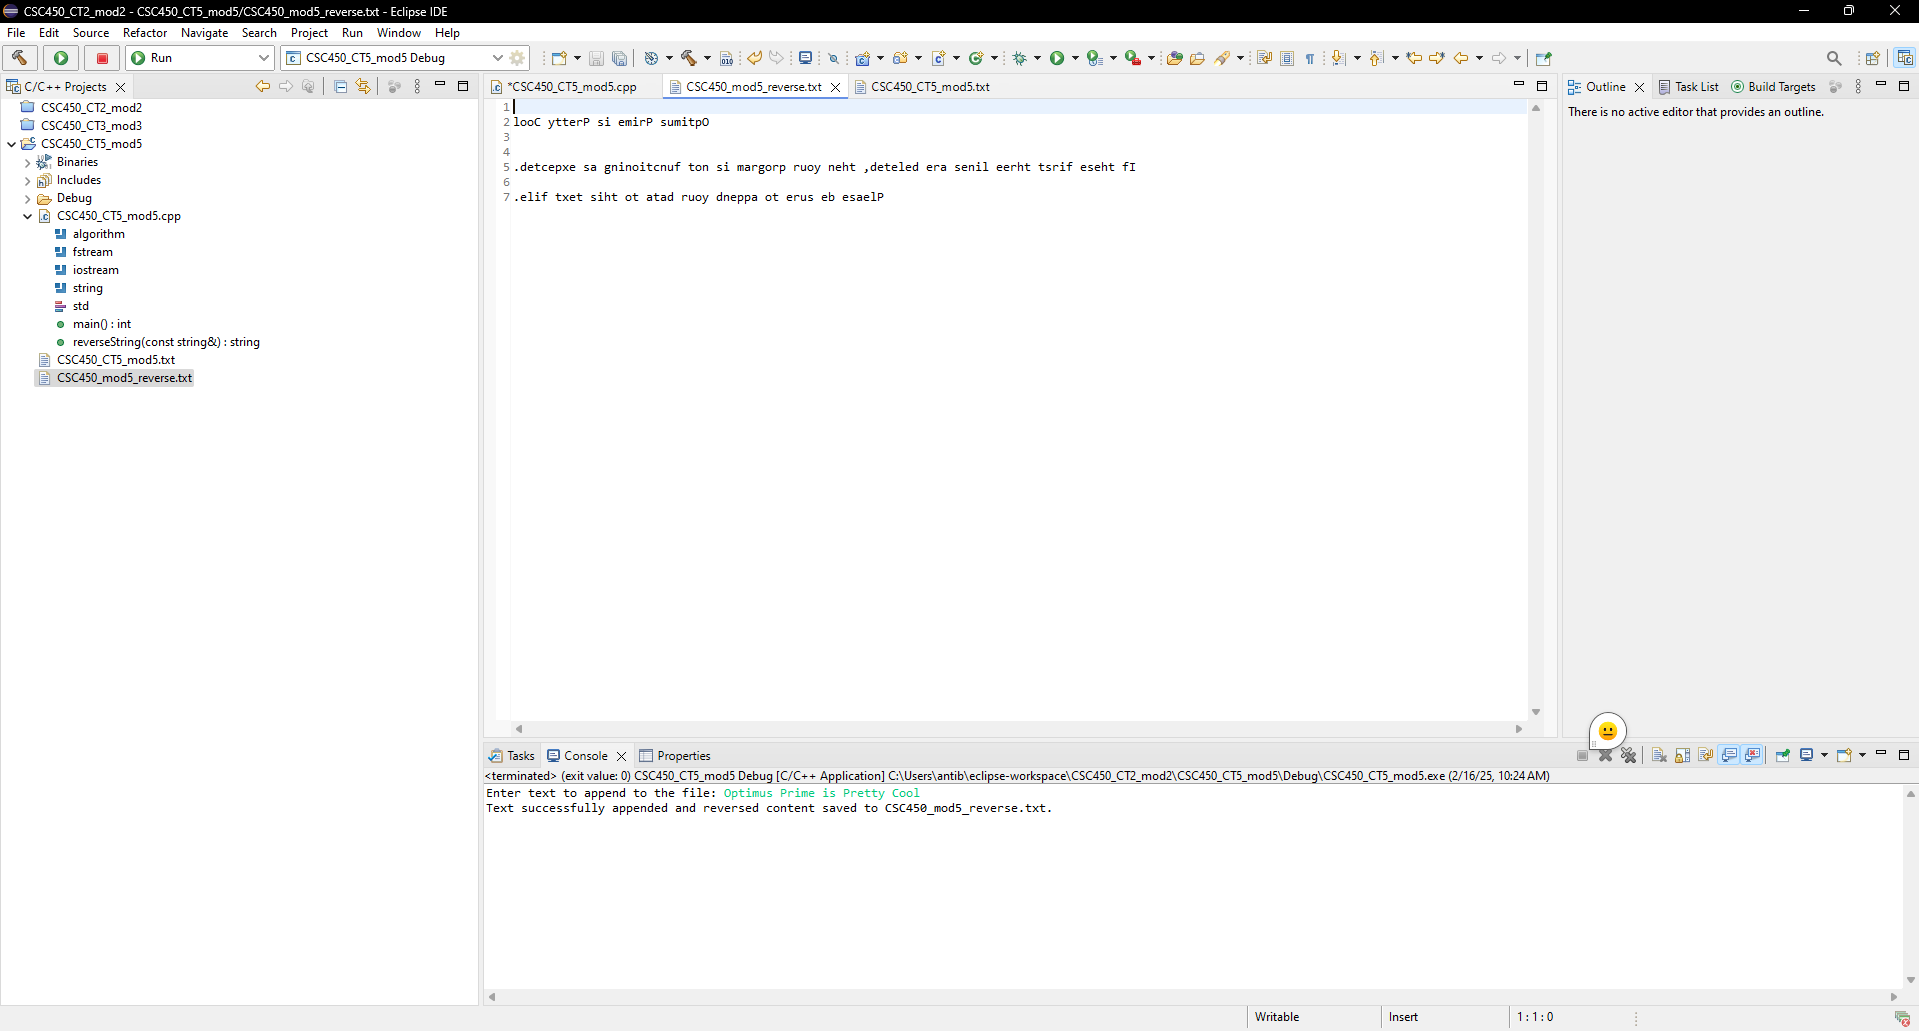 CSC450_CT2_mod2 - CSC450_CT5_mod5/CSC450_mod5_reverse.txt - Eclipse IDE
File Edit Source Refactor Navigate Search Project Run Window Help
Run CSC450_CT5_mod5 Debug
C/C++ Projects
CSC450_CT2_mod2
CSC450_CT3_mod3
CSC450_CT5_mod5
Binaries
Includes
Debug
CSC450_CT5_mod5.cpp
algorithm
fstream
iostream
string
std
main() : int
reverseString(const string&) : string
CSC450_CT5_mod5.txt
CSC450_mod5_reverse.txt
*CSC450_CT5_mod5.cpp CSC450_mod5_reverse.txt CSC450_CT5_mod5.txt
1
2 looC ytterP si emirP sumitpO
3
4
5 .detcepxe sa gninoitcnuf ton si margorp ruoy neht ,deteled era senil eerht tsrif eseht fI
6
7 .elif txet siht ot atad ruoy dneppa ot erus eb esaelP
Outline Task List Build Targets
There is no active editor that provides an outline.
Tasks Console Properties
<terminated> (exit value: 0) CSC450_CT5_mod5 Debug [C/C++ Application] C:\Users\antib\eclipse-workspace\CSC450_CT2_mod2\CSC450_CT5_mod5\Debug\CSC450_CT5_mod5.exe (2/16/25, 10:24 AM)
Enter text to append to the file: Optimus Prime is Pretty Cool
Text successfully appended and reversed content saved to CSC450_mod5_reverse.txt.
Writable Insert 1 : 1 : 0